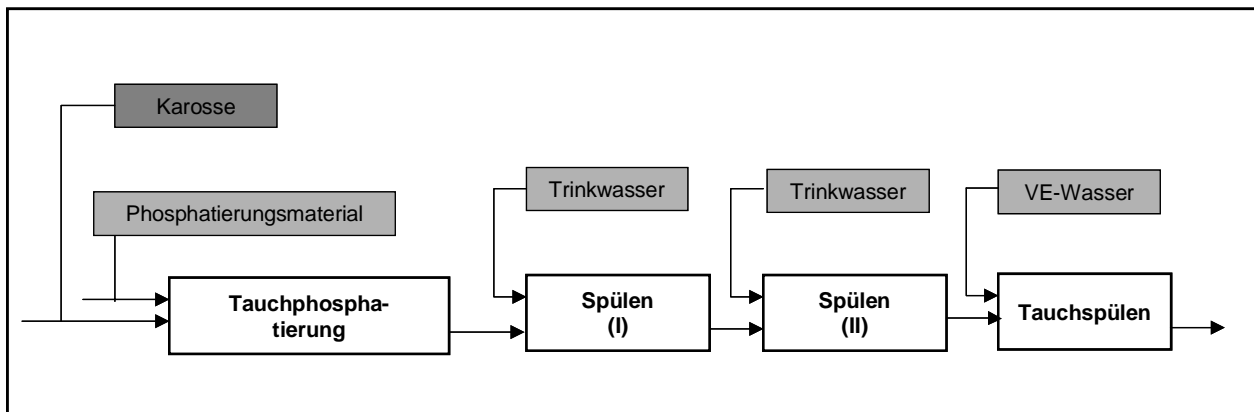 Karosse
Phosphatierungsmaterial
Trinkwasser
Trinkwasser
VE-Wasser
Tauchphospha-
tierung
Spülen
(I)
Spülen
(II)
Tauchspülen